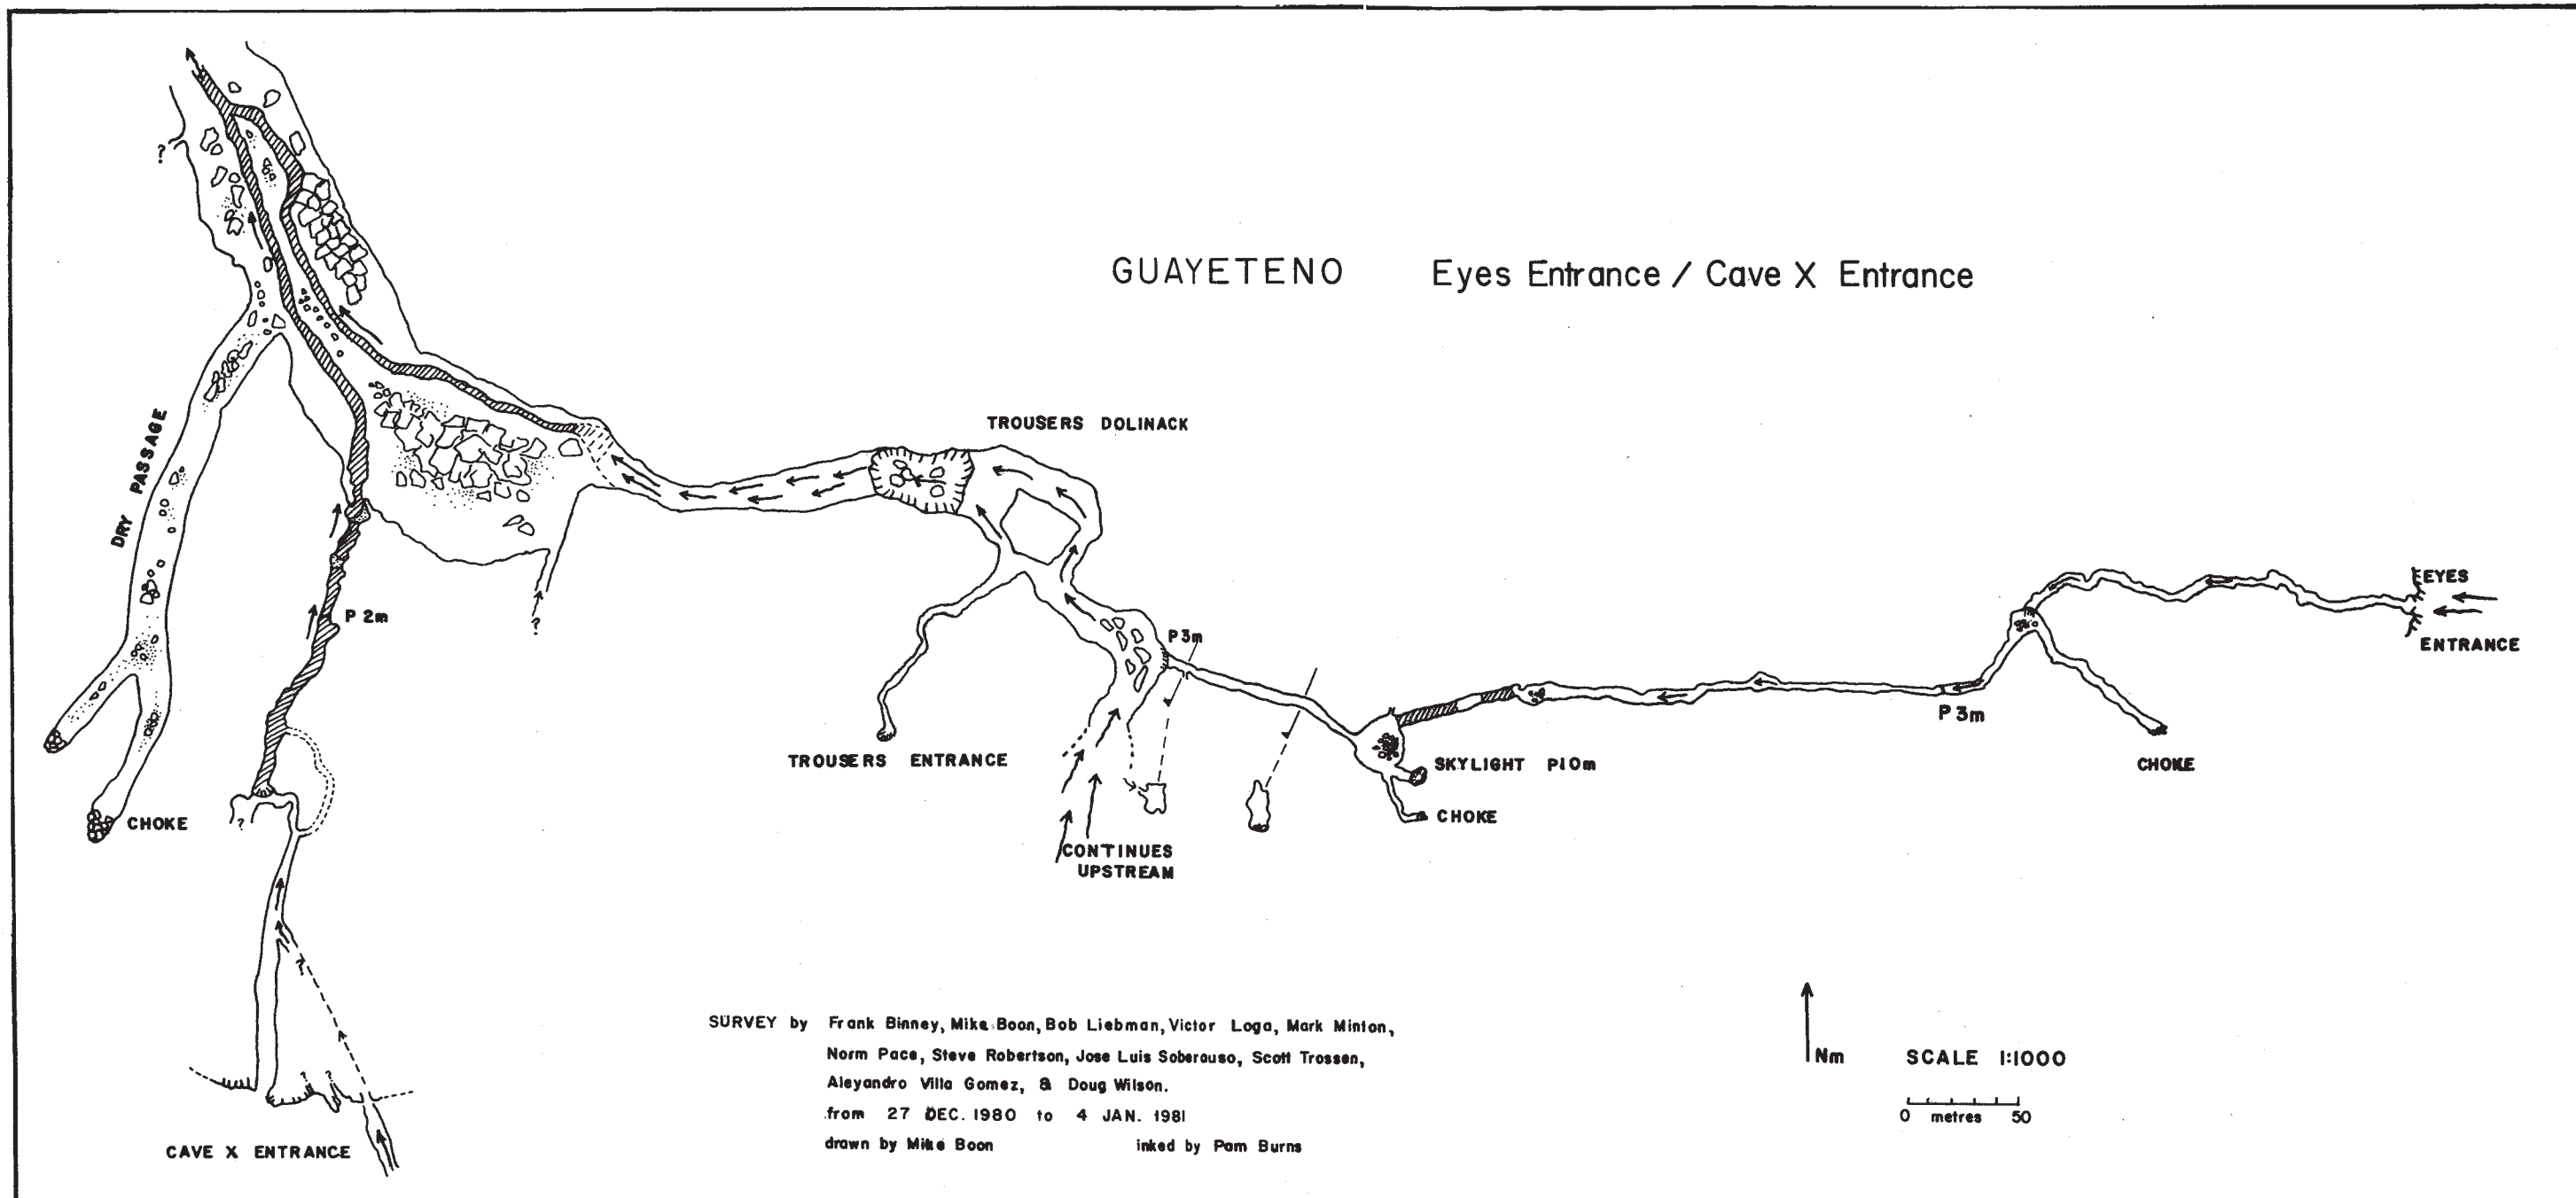 GUAYETENO Eyes Entrance / Cave X Entrance
?
TROUSERS DOLINACK
DRY PASSAGE
P 2m
?
P 3m
EYES
ENTRANCE
P 3m
TROUSERS ENTRANCE
SKYLIGHT P10m
CHOKE
CHOKE
CHOKE
?
CONTINUES
UPSTREAM
?
? ?
CAVE X ENTRANCE
SURVEY by Frank Binney, Mike Boon, Bob Liebman, Victor Loga, Mark Minton,
Norm Pace, Steve Robertson, Jose Luis Soberauso, Scott Trossen,
Aleyandro Villa Gomez, & Doug Wilson.
from 27 DEC. 1980 to 4 JAN. 1981
drawn by Mike Boon inked by Pam Burns
Nm
SCALE 1:1000
0 metres 50